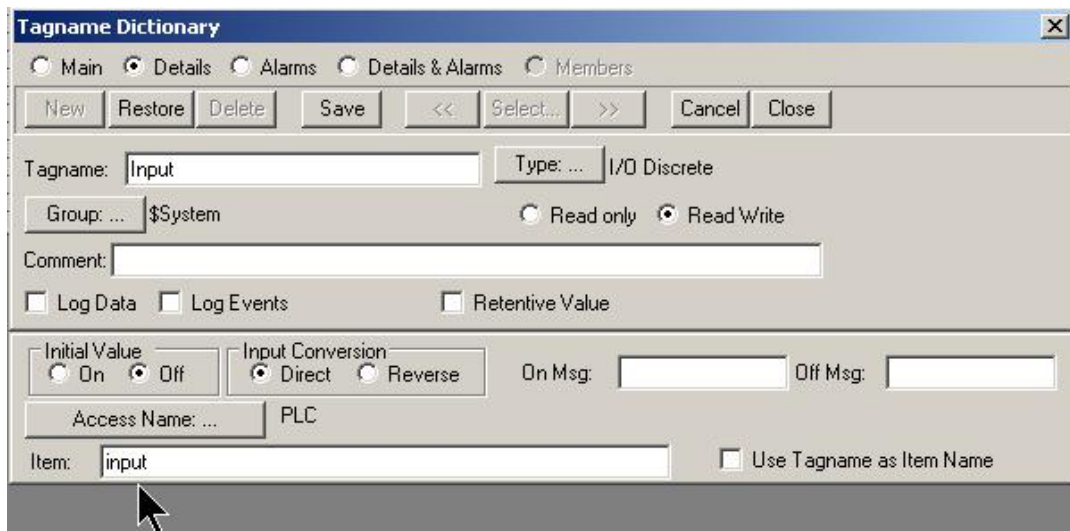 Tagname Dictionary
Main Details Alarms Details & Alarms Members
New Restore Delete Save << Select... >> Cancel Close
Tagname: Input Type: ... I/O Discrete
Group: ... $System Read only Read Write
Comment:
Log Data Log Events Retentive Value
Initial Value Input Conversion
On Off Direct Reverse On Msg: Off Msg:
Access Name: ... PLC
Item: input Use Tagname as Item Name